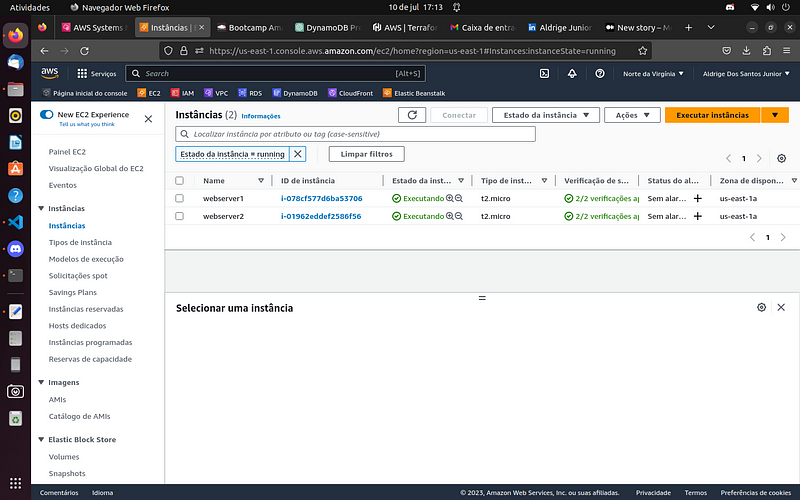 Atividades
Navegador Web Firefox
10 de jul 17:13
AWS Systems
Instâncias |
Bootcamp Am
DynamoDB Pre
AWS | Terrafo
Caixa de entra
Aldrige Junior
New story – M
https://us-east-1.console.aws.amazon.com/ec2/home?region=us-east-1#Instances:instanceState=running
aws
Serviços
Search
[Alt+S]
Norte da Virgínia
Aldrige Dos Santos Junior
Página inicial do console
EC2
IAM
VPC
RDS
DynamoDB
CloudFront
Elastic Beanstalk
New EC2 Experience
Tell us what you think
Painel EC2
Visualização Global do EC2
Eventos
Instâncias
Instâncias
Tipos de instância
Modelos de execução
Solicitações spot
Savings Plans
Instâncias reservadas
Hosts dedicados
Instâncias programadas
Reservas de capacidade
Imagens
AMIs
Catálogo de AMIs
Elastic Block Store
Volumes
Snapshots
Instâncias (2) Informações
Conectar
Estado da instância
Ações
Executar instâncias
Localizar instância por atributo ou tag (case-sensitive)
Estado da instância = running
Limpar filtros
1
Name
ID de instância
Estado da inst...
Tipo de inst...
Verificação de s...
Status do al...
Zona de dispon...
webserver1 i-078cf577d6ba53706 Executando t2.micro 2/2 verificações ap Sem alar... us-east-1a
webserver2 i-01962eddef2586f56 Executando t2.micro 2/2 verificações ap Sem alar... us-east-1a
1
Selecionar uma instância
Comentários
Idioma
© 2023, Amazon Web Services, Inc. ou suas afiliadas.
Privacidade
Termos
Preferências de cookies